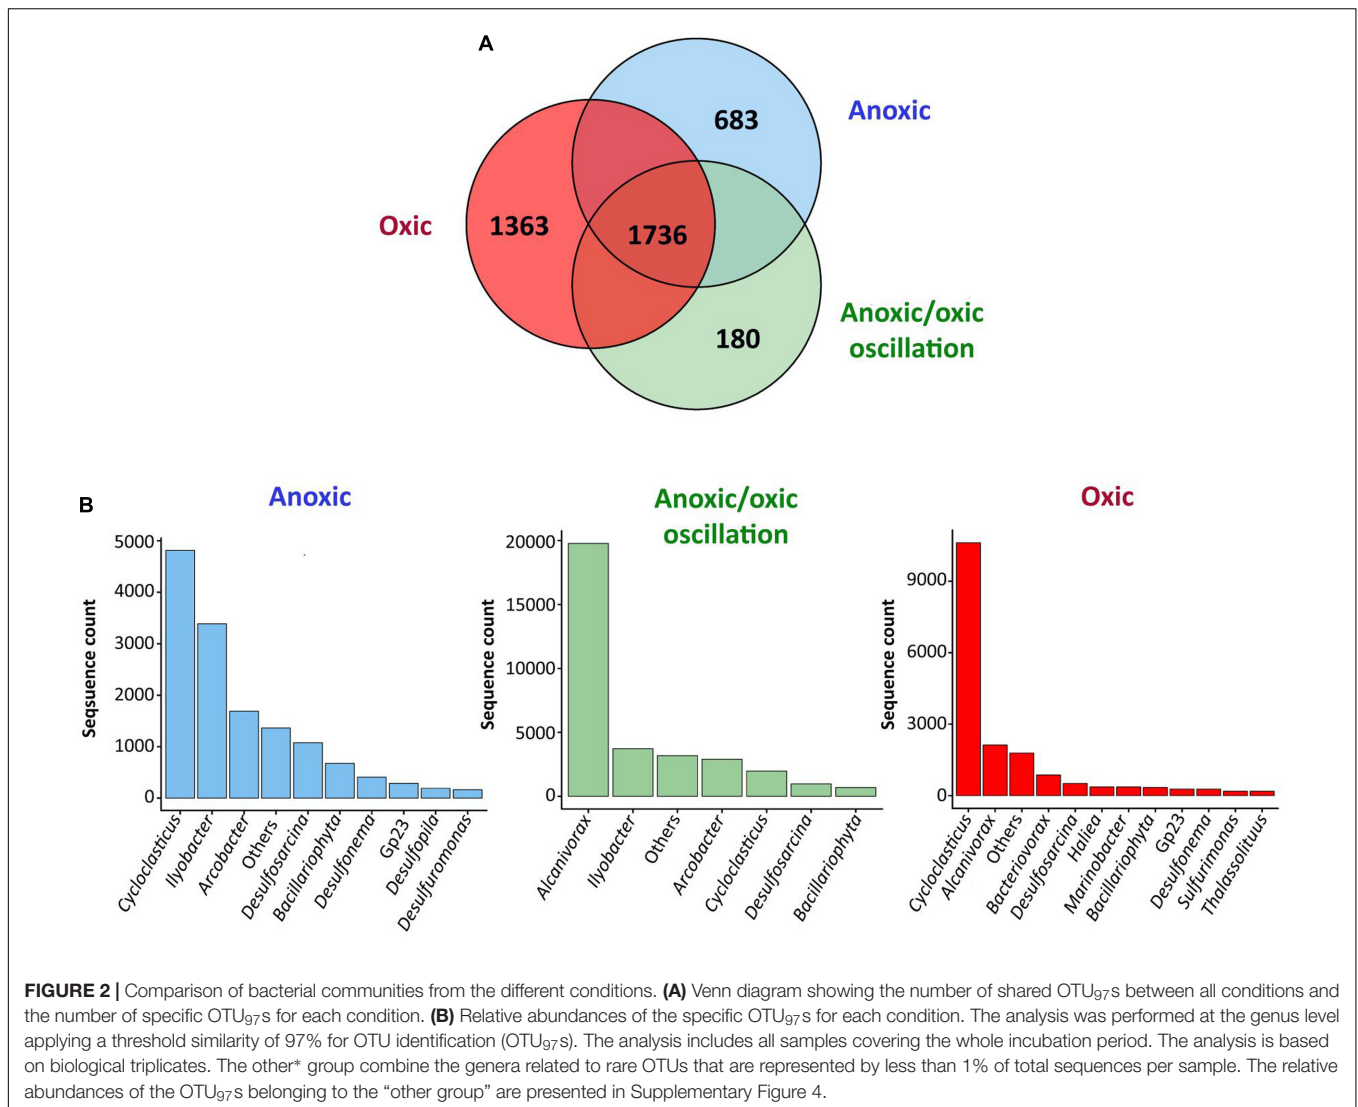 A
683
Anoxic
Oxic
1363
1736
Anoxic/oxic
oscillation
180
B
Anoxic
Seqsuence count
5000
4000
3000
2000
1000
0
Cycloclasticus
Ilyobacter
Arcobacter
Others
Desulfosarcina
Bacillariophyta
Desulfonema
Gp23
Desulfopila
Desulfuromonas
Anoxic/oxic
oscillation
Sequence count
20000
15000
10000
5000
0
Alcanivorax
Ilyobacter
Others
Arcobacter
Cycloclasticus
Desulfosarcina
Bacillariophyta
Oxic
Sequence count
9000
6000
3000
0
Cycloclasticus
Alcanivorax
Others
Bacteriovorax
Desulfosarcina
Haliea
Marinobacter
Bacillariophyta
Gp23
Desulfonema
Sulfurimonas
Thalassolituus
FIGURE 2 | Comparison of bacterial communities from the different conditions. (A) Venn diagram showing the number of shared OTU97s between all conditions and
the number of specific OTU97s for each condition. (B) Relative abundances of the specific OTU97s for each condition. The analysis was performed at the genus level
applying a threshold similarity of 97% for OTU identification (OTU97s). The analysis includes all samples covering the whole incubation period. The analysis is based
on biological triplicates. The other* group combine the genera related to rare OTUs that are represented by less than 1% of total sequences per sample. The relative
abundances of the OTU97s belonging to the “other group” are presented in Supplementary Figure 4.